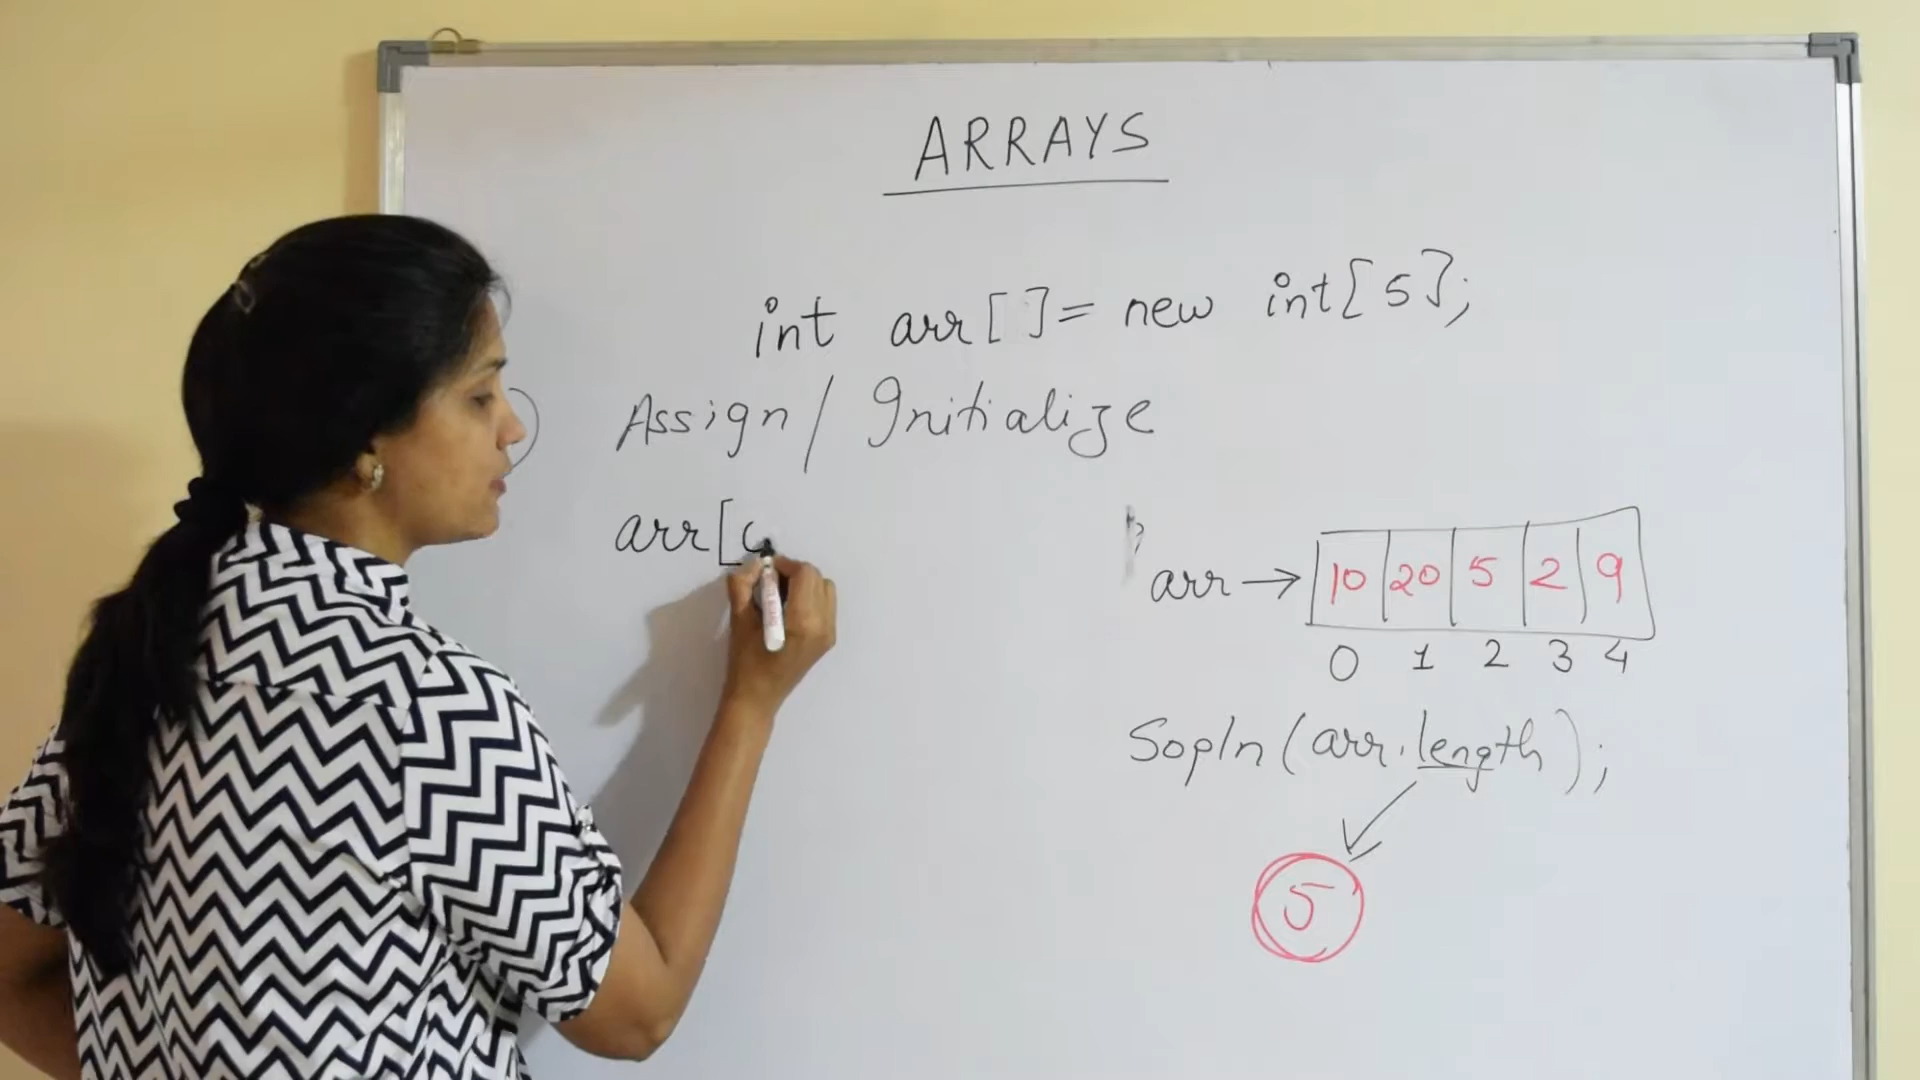 ARRAYS
int arr[]= new int[5];
Assign/Initialize
arr[
arr → 10 20 5 2 9
0 1 2 3 4
Sopln(arr.length);
5